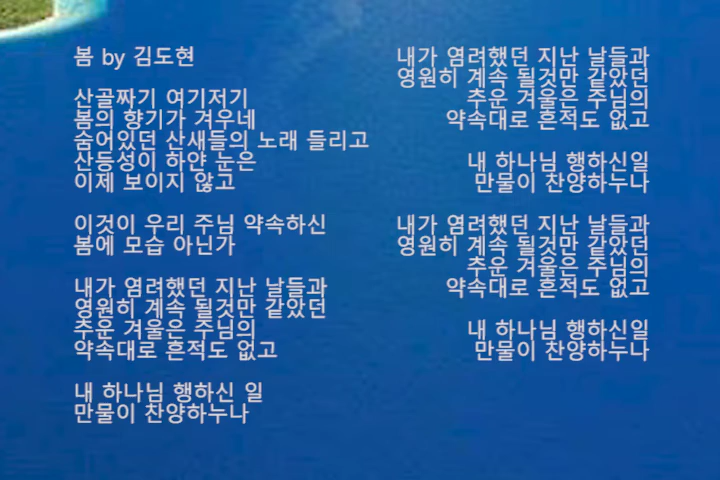 봄 by 김도현
산골짜기 여기저기
봄의 향기가 겨우네
숨어있던 산새들의 노래 들리고
산등성이 하얀 눈은
이제 보이지 않고
이것이 우리 주님 약속하신
봄에 모습 아닌가
내가 염려했던 지난 날들과
영원히 계속 될것만 같았던
추운 겨울은 주님의
약속대로 흔적도 없고
내 하나님 행하신 일
만물이 찬양하누나
내가 염려했던 지난 날들과
영원히 계속 될것만 같았던
추운 겨울은 주님의
약속대로 흔적도 없고
내 하나님 행하신일
만물이 찬양하누나
내가 염려했던 지난 날들과
영원히 계속 될것만 같았던
추운 겨울은 주님의
약속대로 흔적도 없고
내 하나님 행하신일
만물이 찬양하누나